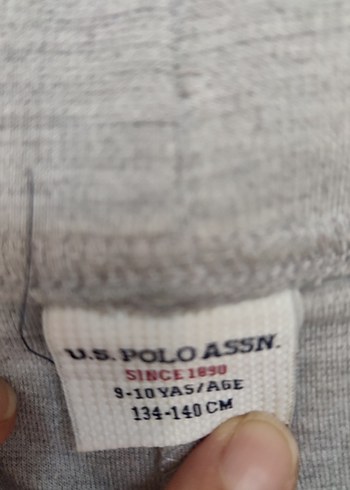 U.S. POLO ASSN.
SINCE 1890
9-10 YAŞ/AGE
134-140 CM